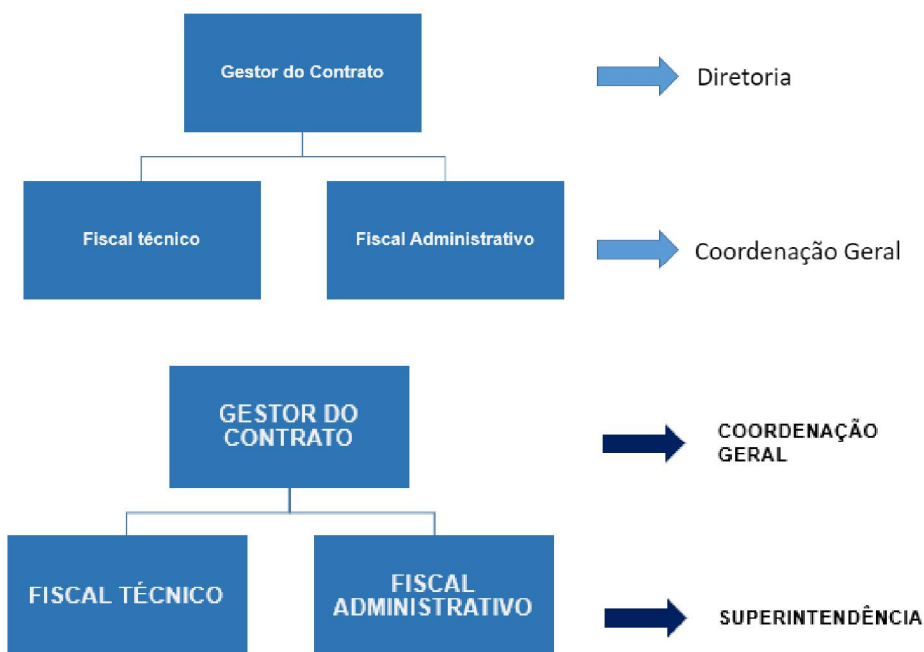 Gestor do Contrato
Diretoria
Fiscal técnico
Fiscal Administrativo
Coordenação Geral
GESTOR DO
CONTRATO
COORDENAÇÃO
GERAL
FISCAL TÉCNICO
FISCAL
ADMINISTRATIVO
SUPERINTENDÊNCIA